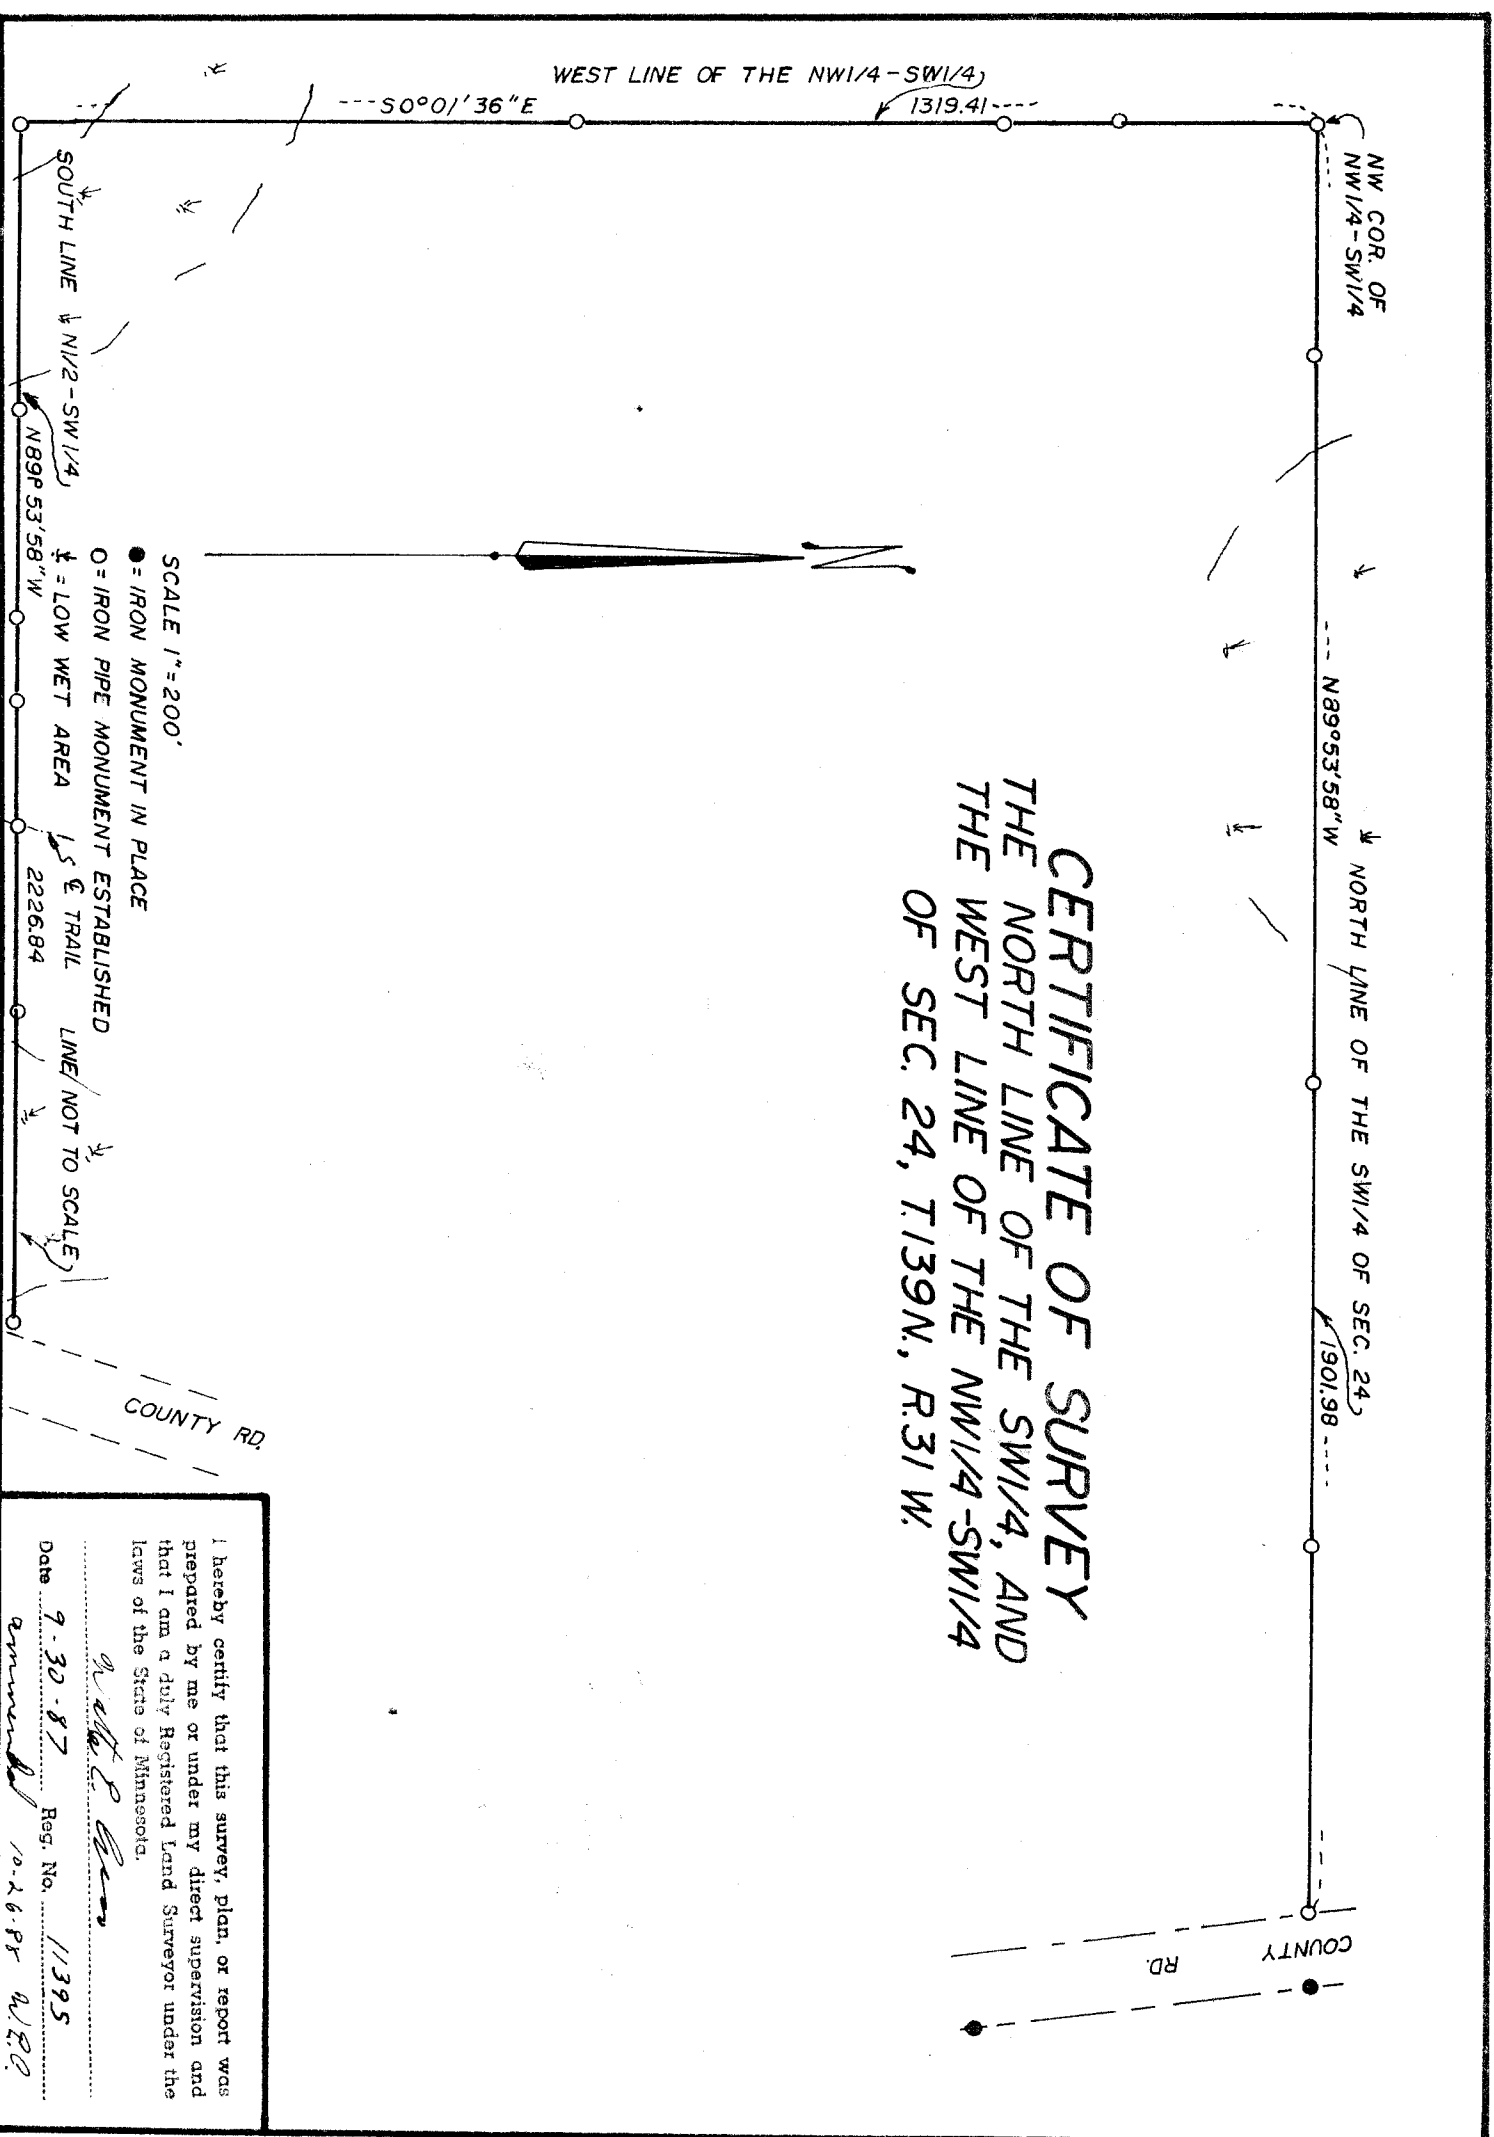 WEST LINE OF THE NW1/4-SW1/4
S0°01'36"E
1319.41
NW COR. OF
NW1/4-SW1/4
NORTH LINE OF THE SW1/4 OF SEC. 24
N89°53'58"W
1901.98
CERTIFICATE OF SURVEY
THE NORTH LINE OF THE SW1/4, AND
THE WEST LINE OF THE NW1/4-SW1/4
OF SEC. 24, T.139N., R.31 W.
COUNTY
RD.
SCALE 1"=200'
●= IRON MONUMENT IN PLACE
O= IRON PIPE MONUMENT ESTABLISHED
= LOW WET AREA
℄ TRAIL
LINE NOT TO SCALE
SOUTH LINE N1/2-SW1/4
N89°53'58"W
2226.84
COUNTY RD.
I hereby certify that this survey, plan, or report was
prepared by me or under my direct supervision and
that I am a duly Registered Land Surveyor under the
laws of the State of Minnesota.
Date 9-30-87 Reg. No. 11395
10-26-88